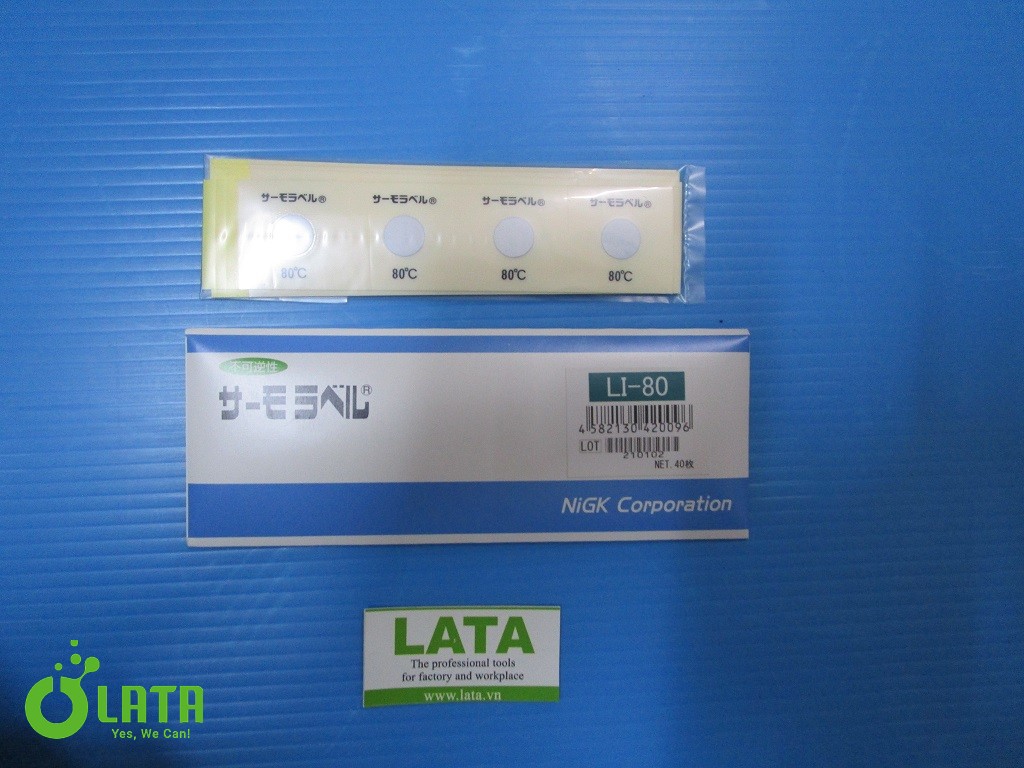 サーモラベル® サーモラベル® サーモラベル® サーモラベル®
80℃ 80℃ 80℃ 80℃
不可逆性
サーモラベル®
LI-80
4582130420096
LOT
210102
NET. 40枚
NiGK Corporation
LATA
The professional tools
for factory and workplace
www.lata.vn
LATA
Yes, We Can!